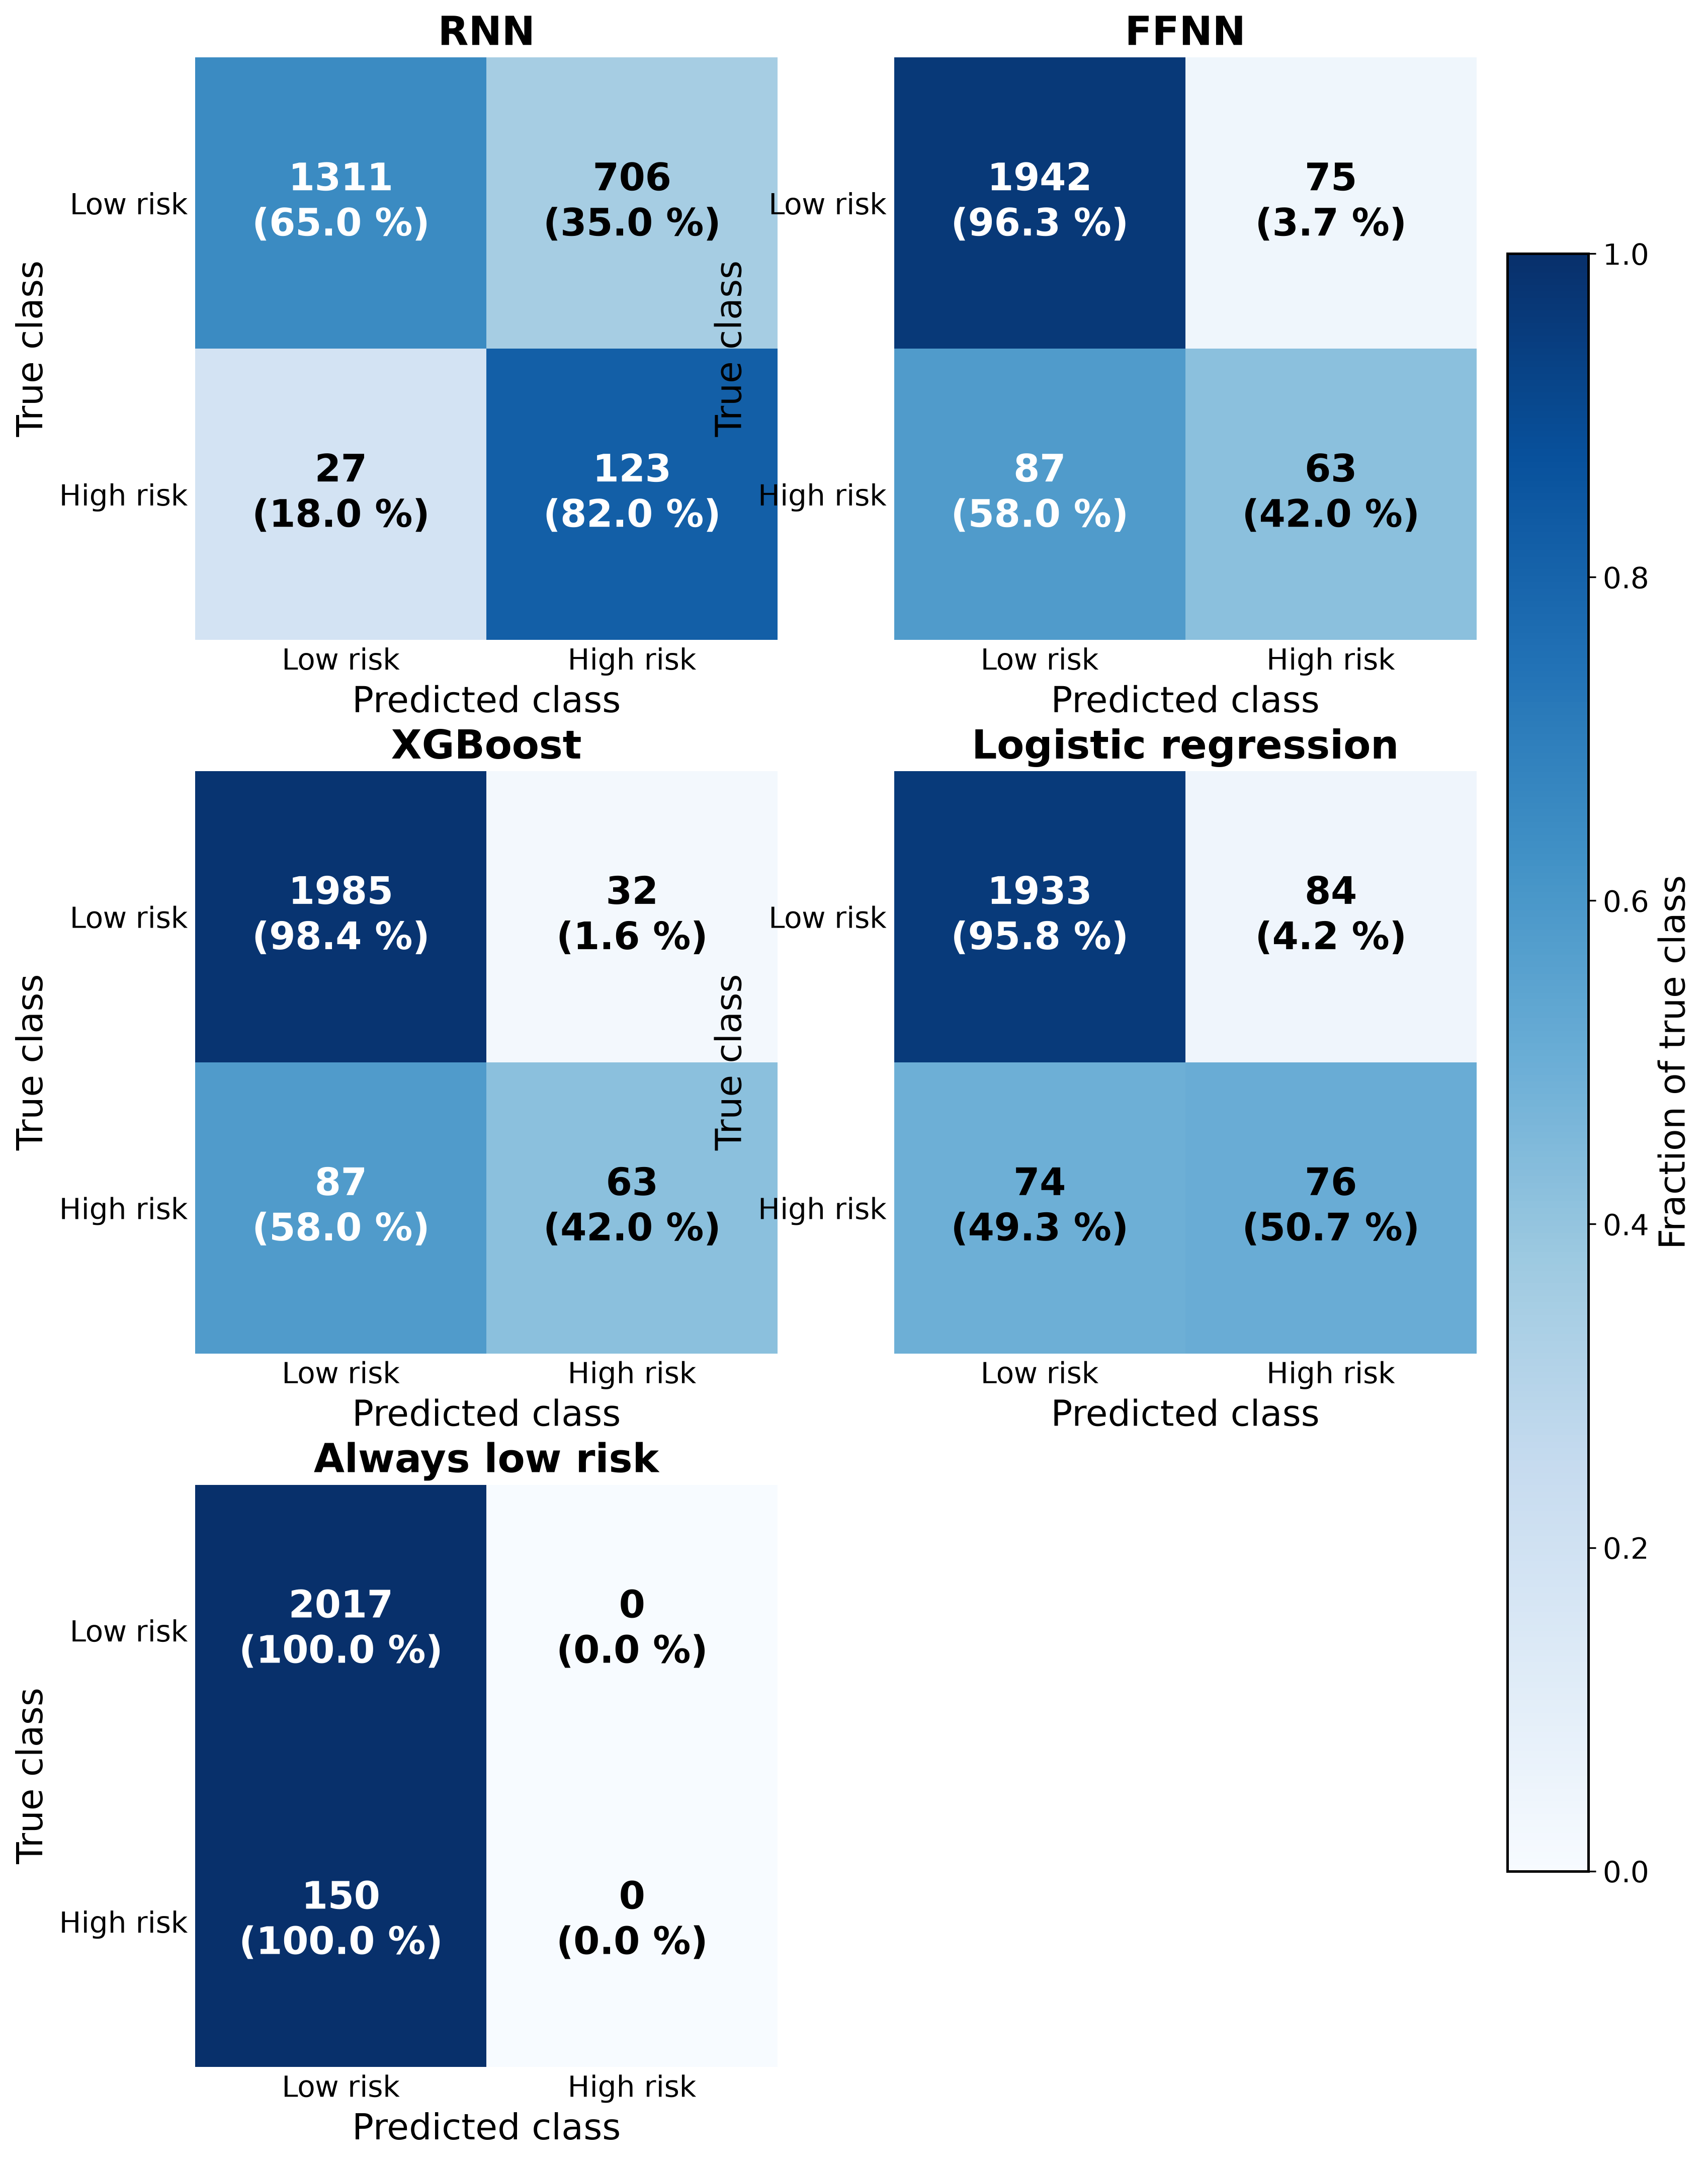 RNN
True class
Low risk
1311
(65.0 %)
706
(35.0 %)
High risk
27
(18.0 %)
123
(82.0 %)
Low risk
High risk
Predicted class
FFNN
True class
Low risk
1942
(96.3 %)
75
(3.7 %)
High risk
87
(58.0 %)
63
(42.0 %)
Low risk
High risk
Predicted class
XGBoost
True class
Low risk
1985
(98.4 %)
32
(1.6 %)
High risk
87
(58.0 %)
63
(42.0 %)
Low risk
High risk
Predicted class
Logistic regression
True class
Low risk
1933
(95.8 %)
84
(4.2 %)
High risk
74
(49.3 %)
76
(50.7 %)
Low risk
High risk
Predicted class
Always low risk
True class
Low risk
2017
(100.0 %)
0
(0.0 %)
High risk
150
(100.0 %)
0
(0.0 %)
Low risk
High risk
Predicted class
1.0
0.8
0.6
0.4
0.2
0.0
Fraction of true class